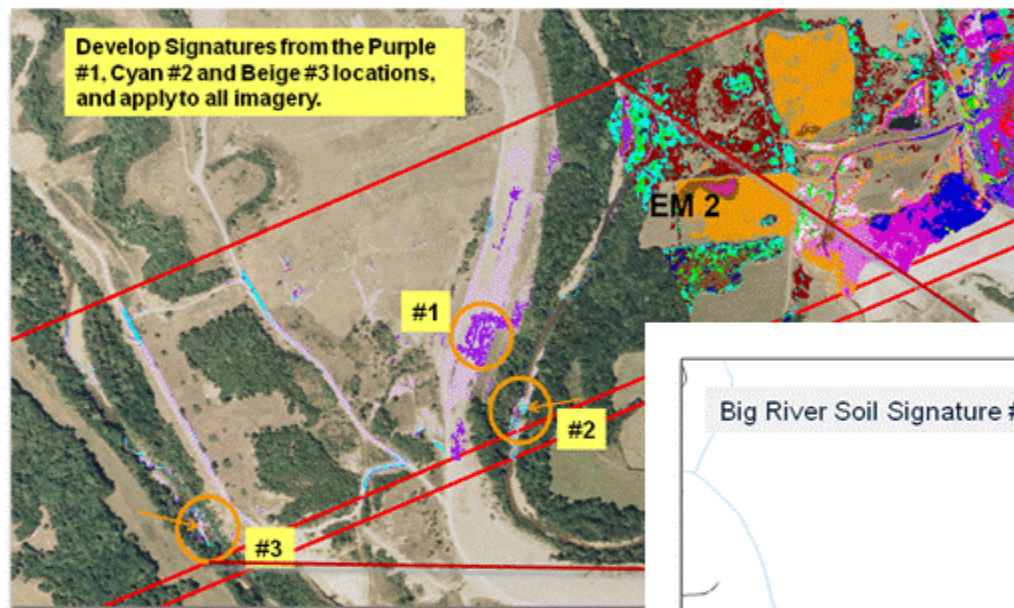 Develop Signatures from the Purple
#1, Cyan #2 and Beige #3 locations,
and apply to all imagery.
EM 2
#1
Big River Soil Signature #
#2
#3